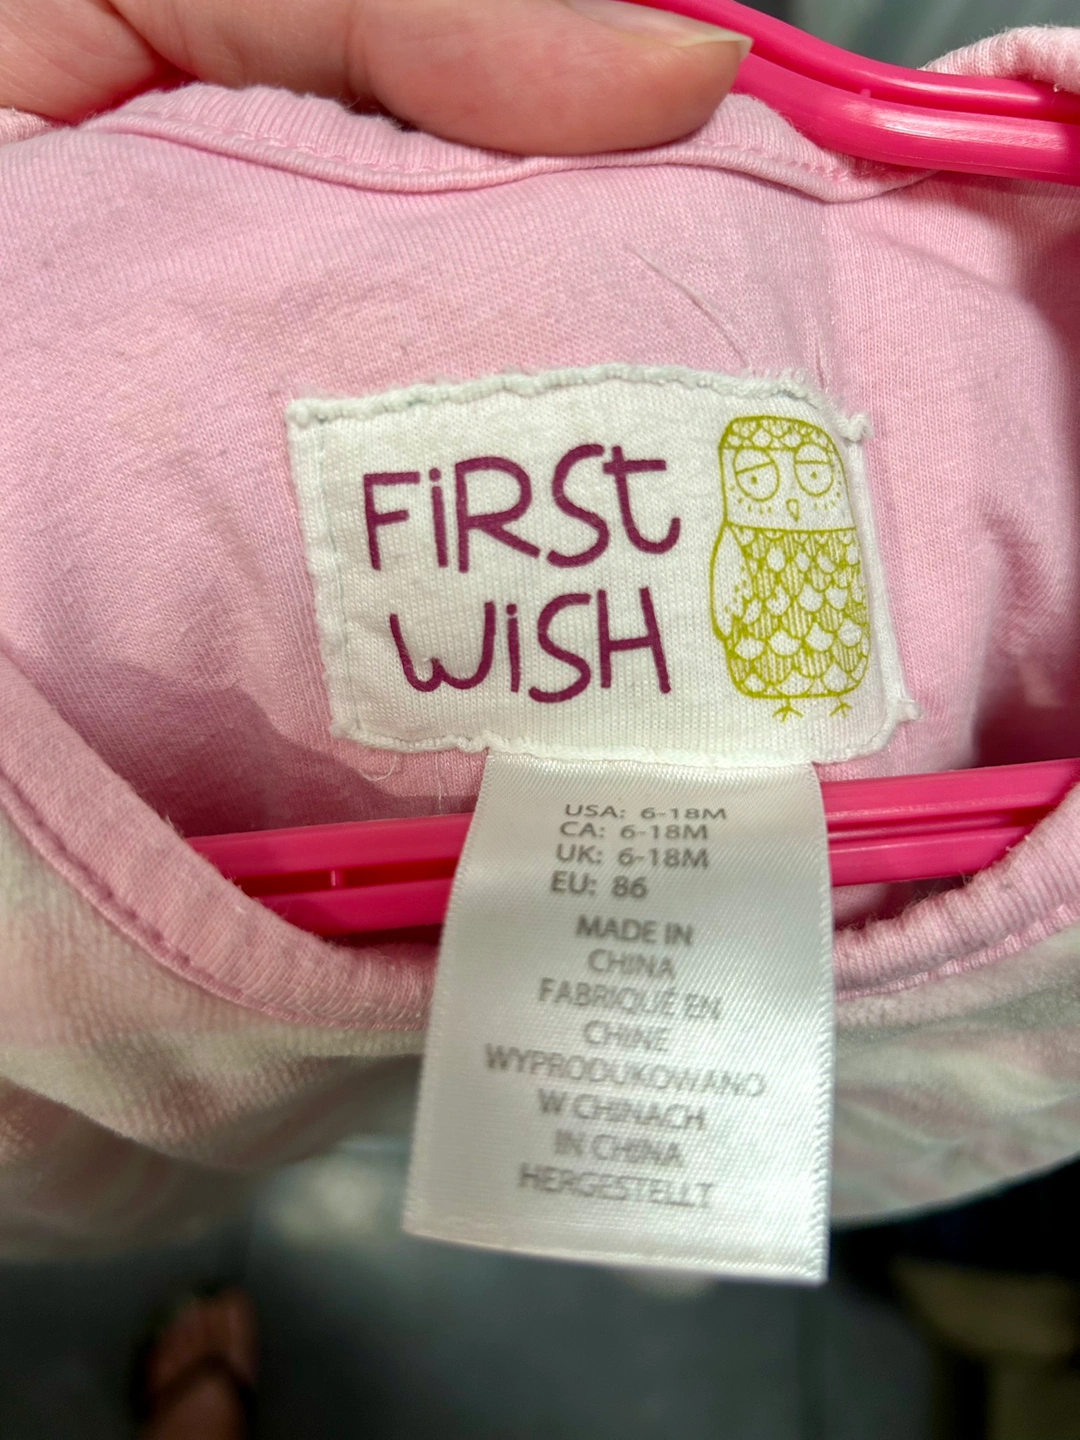 FiRSt
WiSH
USA: 6-18M
CA: 6-18M
UK: 6-18M
EU: 86
MADE IN
CHINA
FABRIQUÉ EN
CHINE
WYPRODUKOWANO
W CHINACH
IN CHINA
HERGESTELLT